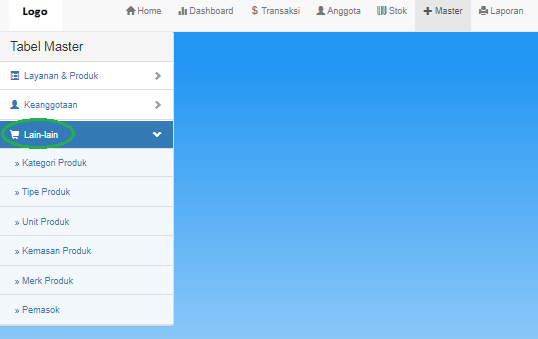 Logo
Home
Dashboard
Transaksi
Anggota
Stok
Master
Laporan
Tabel Master
Layanan & Produk
Keanggotaan
Lain-lain
» Kategori Produk
» Tipe Produk
» Unit Produk
» Kemasan Produk
» Merk Produk
» Pemasok